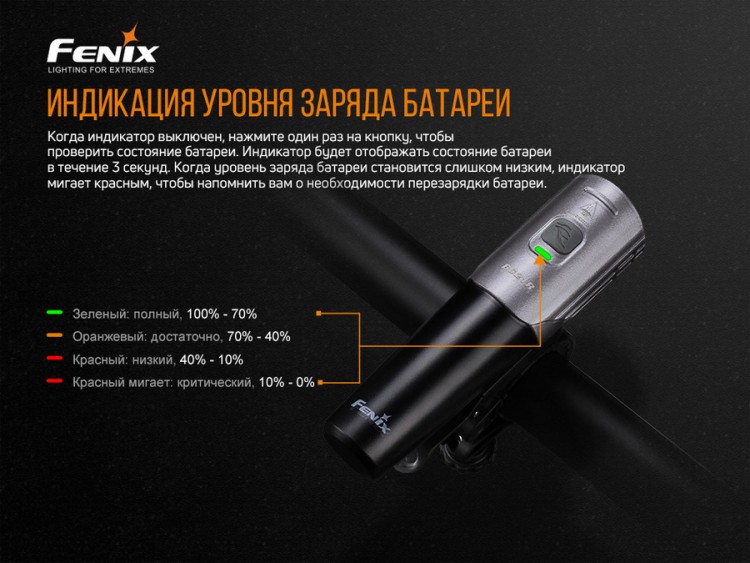 FENIX
LIGHTING FOR EXTREMES
ИНДИКАЦИЯ УРОВНЯ ЗАРЯДА БАТАРЕИ
Когда индикатор выключен, нажмите один раз на кнопку, чтобы
проверить состояние батареи. Индикатор будет отображать состояние батареи
в течение 3 секунд. Когда уровень заряда батареи становится слишком низким, индикатор
мигает красным, чтобы напомнить вам о необходимости перезарядки батареи.
Зеленый: полный, 100% - 70%
Оранжевый: достаточно, 70% - 40%
Красный: низкий, 40% - 10%
Красный мигает: критический, 10% - 0%
FENIX